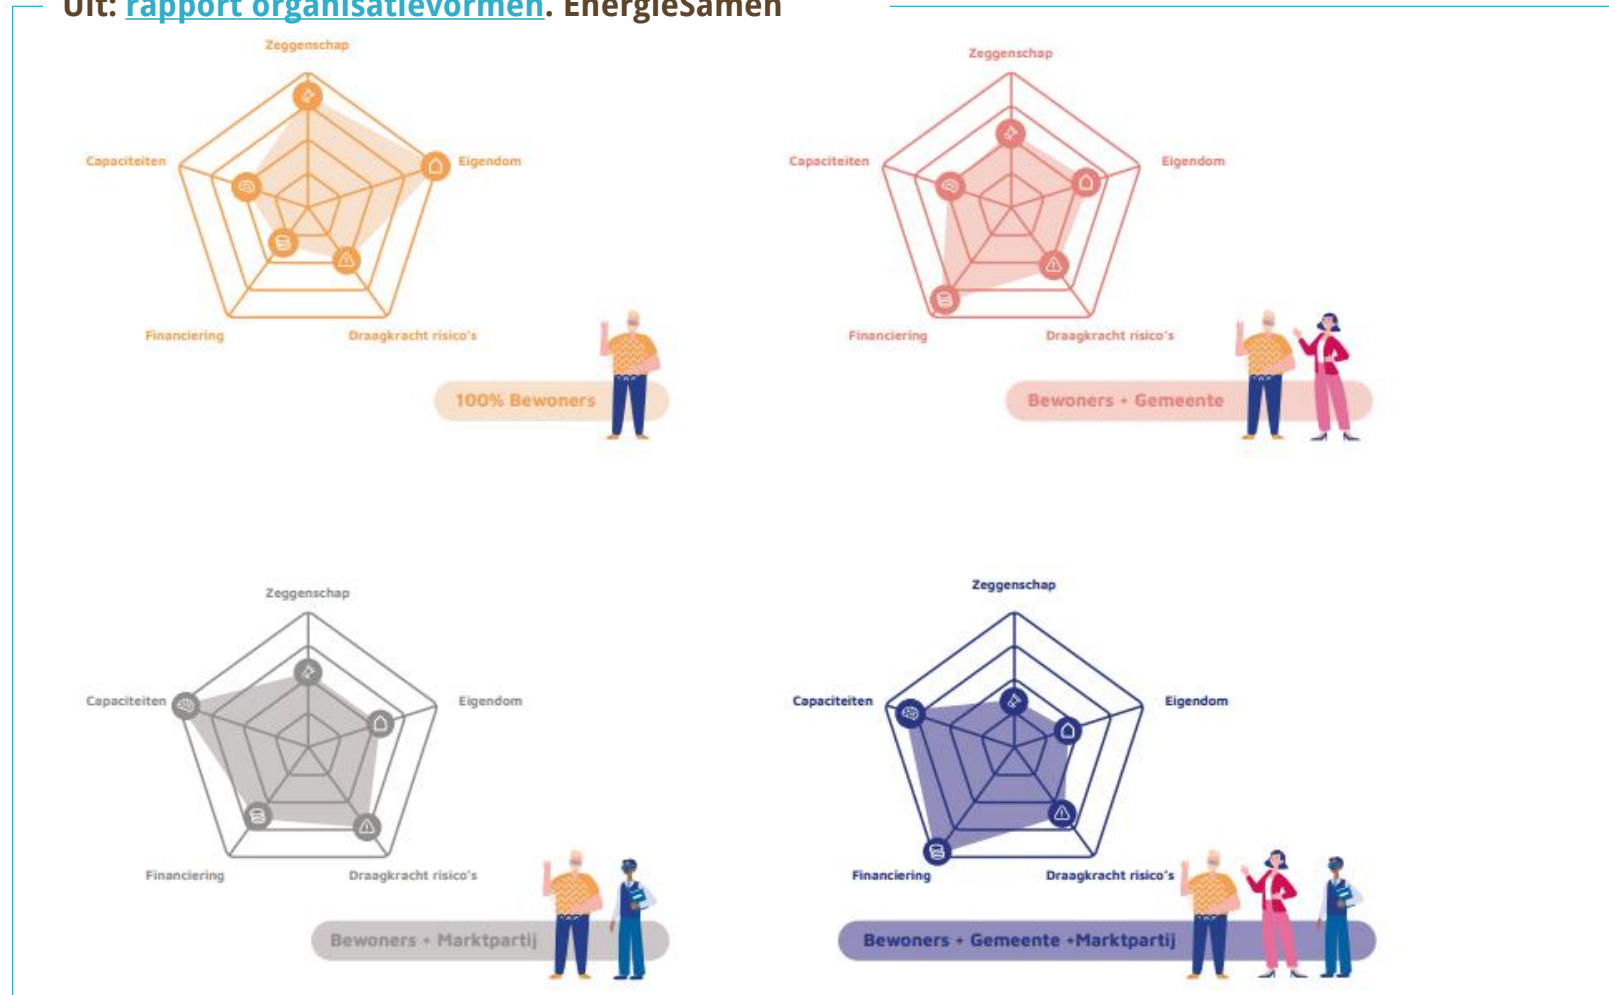 Uit: rapport organisatievormen. EnergieSamen
Zeggenschap
Capaciteiten
Eigendom
Financiering
Draagkracht risico's
100% Bewoners
Zeggenschap
Capaciteiten
Eigendom
Financiering
Draagkracht risico's
Bewoners + Gemeente
Zeggenschap
Capaciteiten
Eigendom
Financiering
Draagkracht risico's
Bewoners + Marktpartij
Zeggenschap
Capaciteiten
Eigendom
Financiering
Draagkracht risico's
Bewoners + Gemeente +Marktpartij